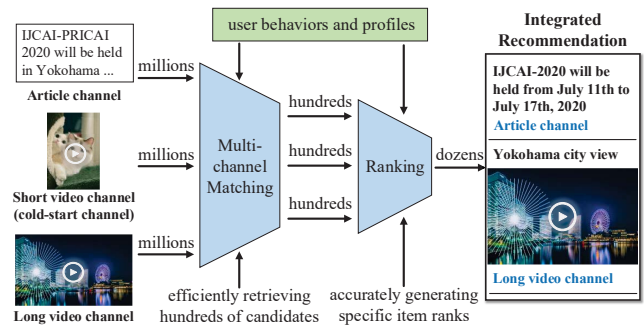 user behaviors and profiles
IJCAI-PRICAI
2020 will be held
in Yokohama ...
Article channel
Short video channel
(cold-start channel)
Long video channel
millions
millions
millions
Multi-
channel
Matching
hundreds
hundreds
hundreds
Ranking
dozens
efficiently retrieving
hundreds of candidates
accurately generating
specific item ranks
Integrated
Recommendation
IJCAI-2020 will be
held from July 11th to
July 17th, 2020
Article channel
Yokohama city view
Long video channel